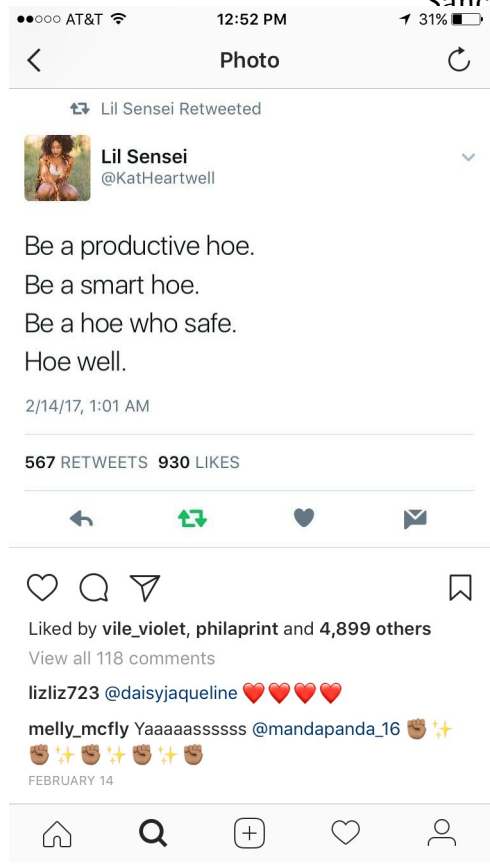 AT&T 12:52 PM 31%
Photo
Lil Sensei Retweeted
Lil Sensei
@KatHeartwell
Be a productive hoe.
Be a smart hoe.
Be a hoe who safe.
Hoe well.
2/14/17, 1:01 AM
567 RETWEETS 930 LIKES
Liked by vile_violet, philaprint and 4,899 others
View all 118 comments
lizliz723 @daisyjaqueline ❤️❤️❤️❤️
melly_mcfly Yaaaaassssss @mandapanda_16 ✊🏽✨
✊🏽✨✊🏽✨✊🏽✨✊🏽
FEBRUARY 14